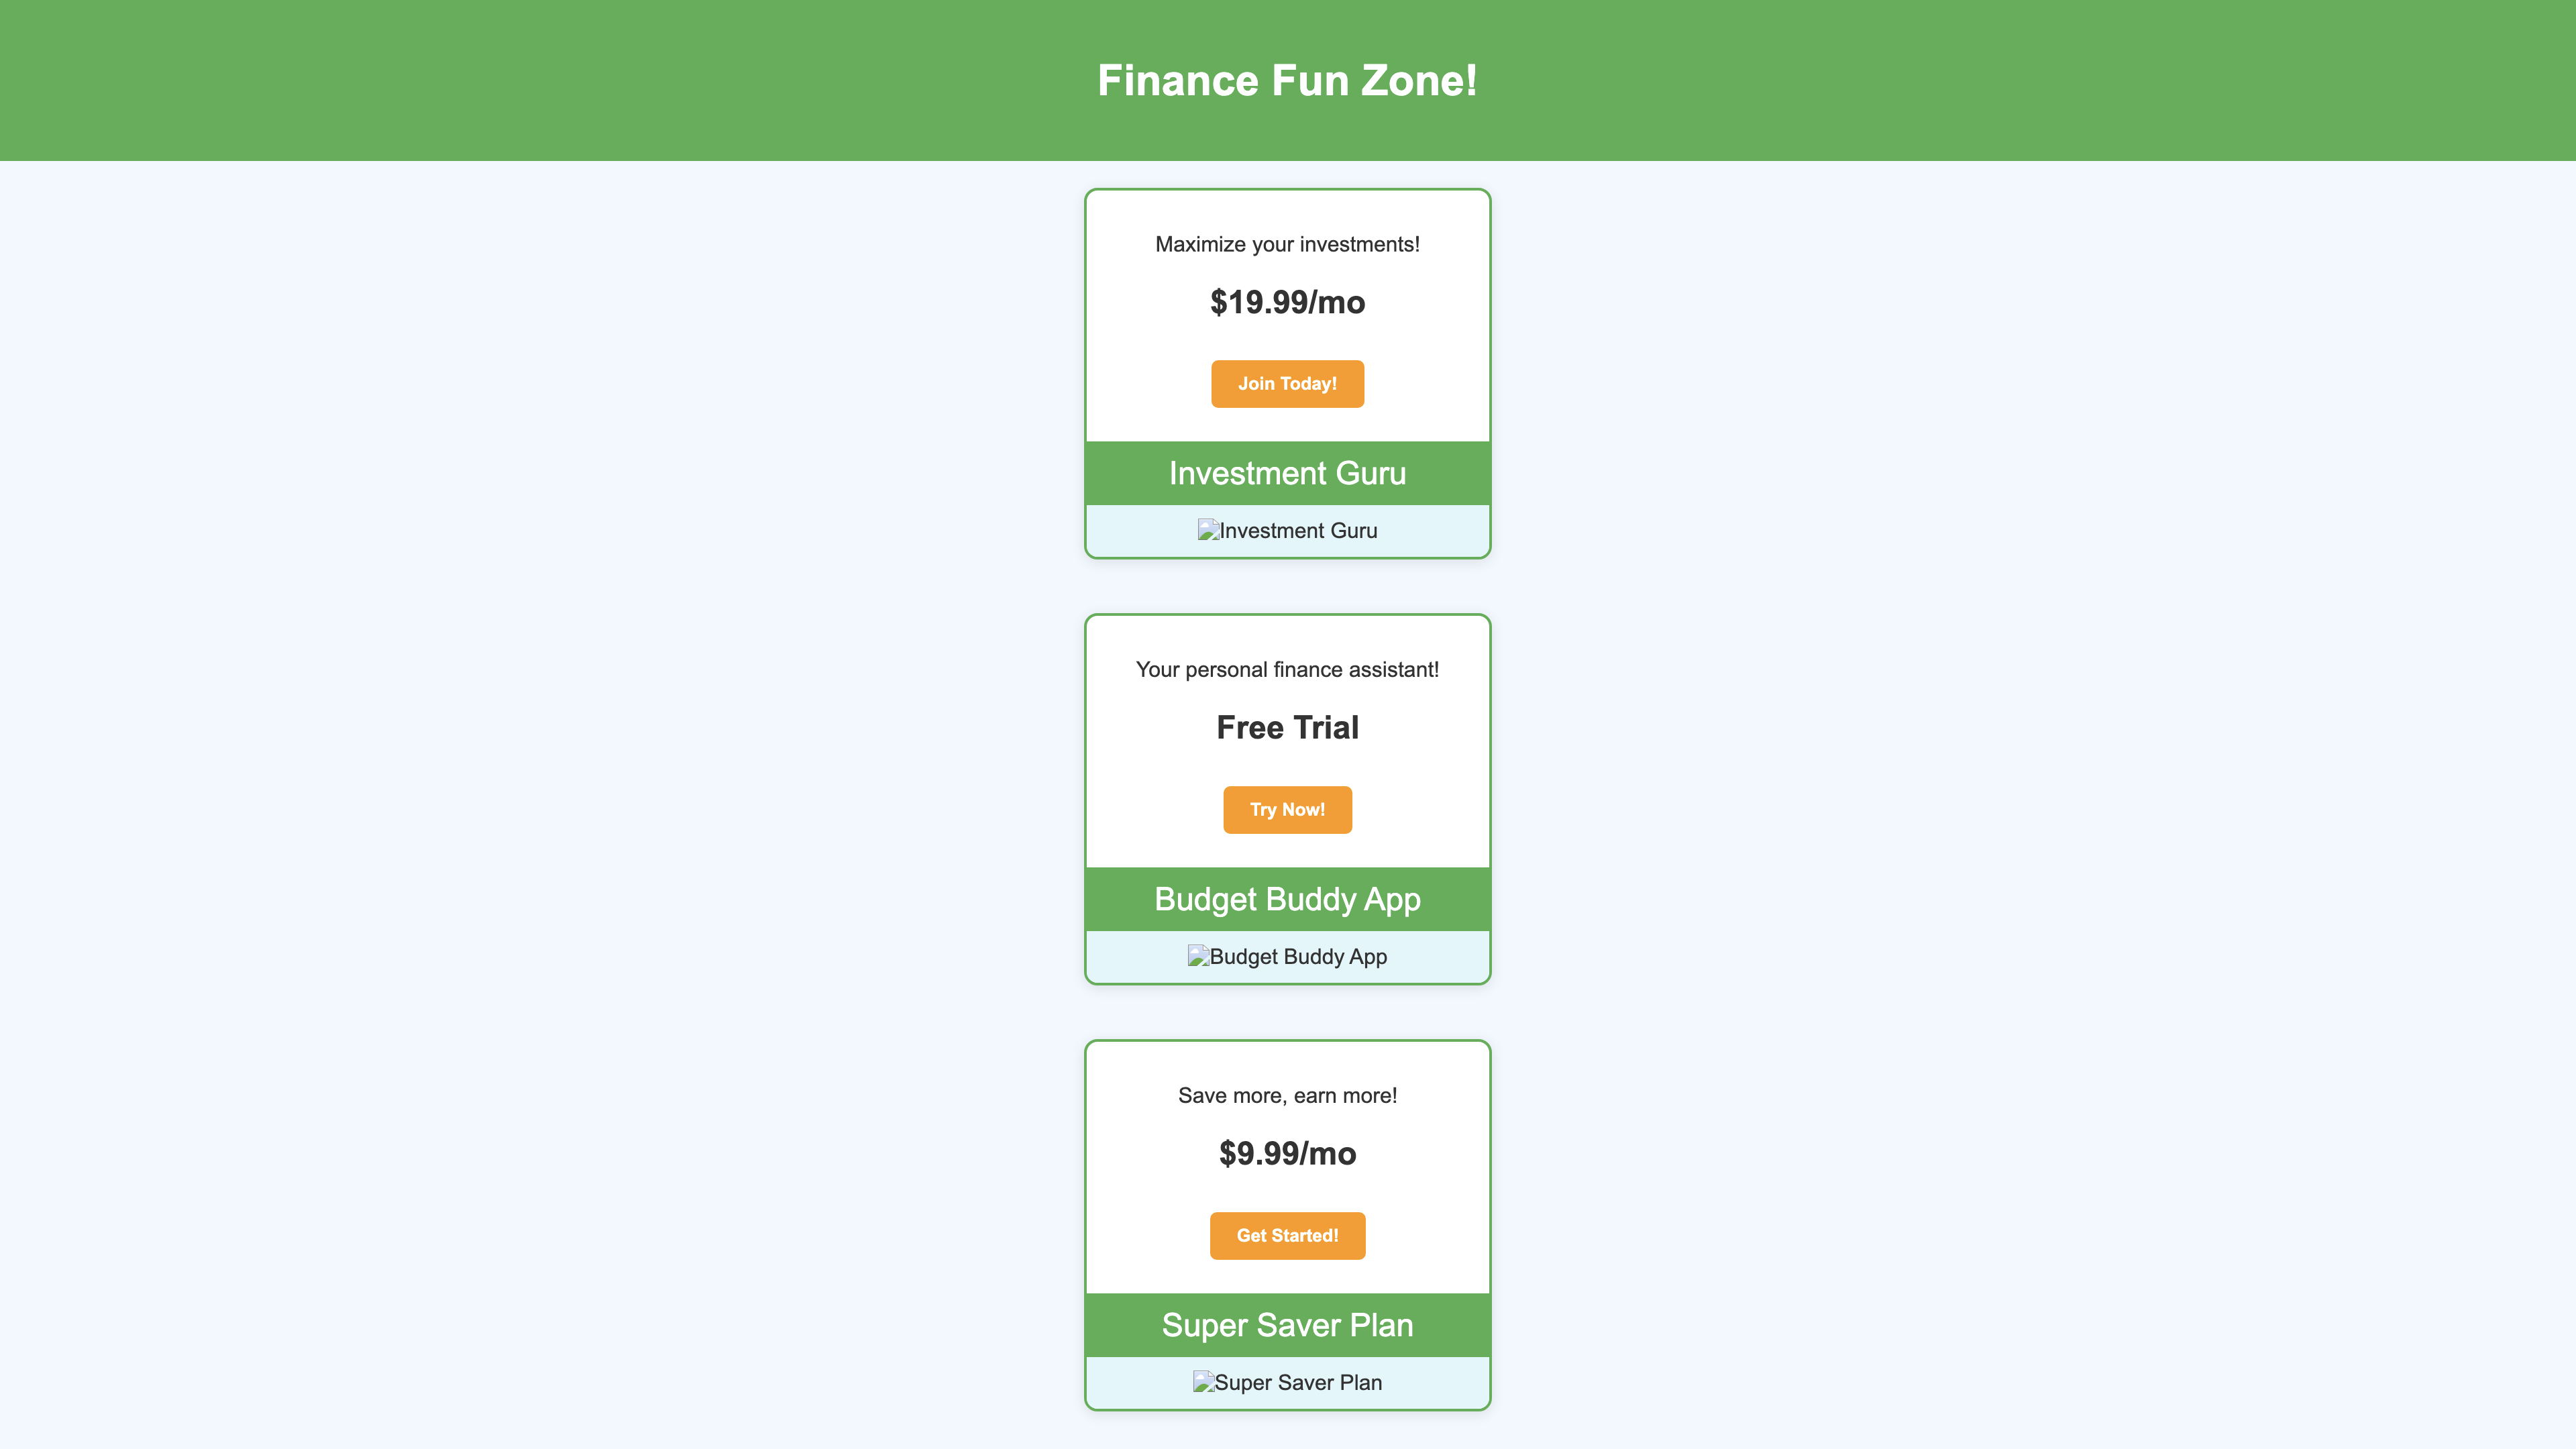 Finance Fun Zone!
Maximize your investments!
$19.99/mo
Join Today!
Investment Guru
Investment Guru
Your personal finance assistant!
Free Trial
Try Now!
Budget Buddy App
Budget Buddy App
Save more, earn more!
$9.99/mo
Get Started!
Super Saver Plan
Super Saver Plan